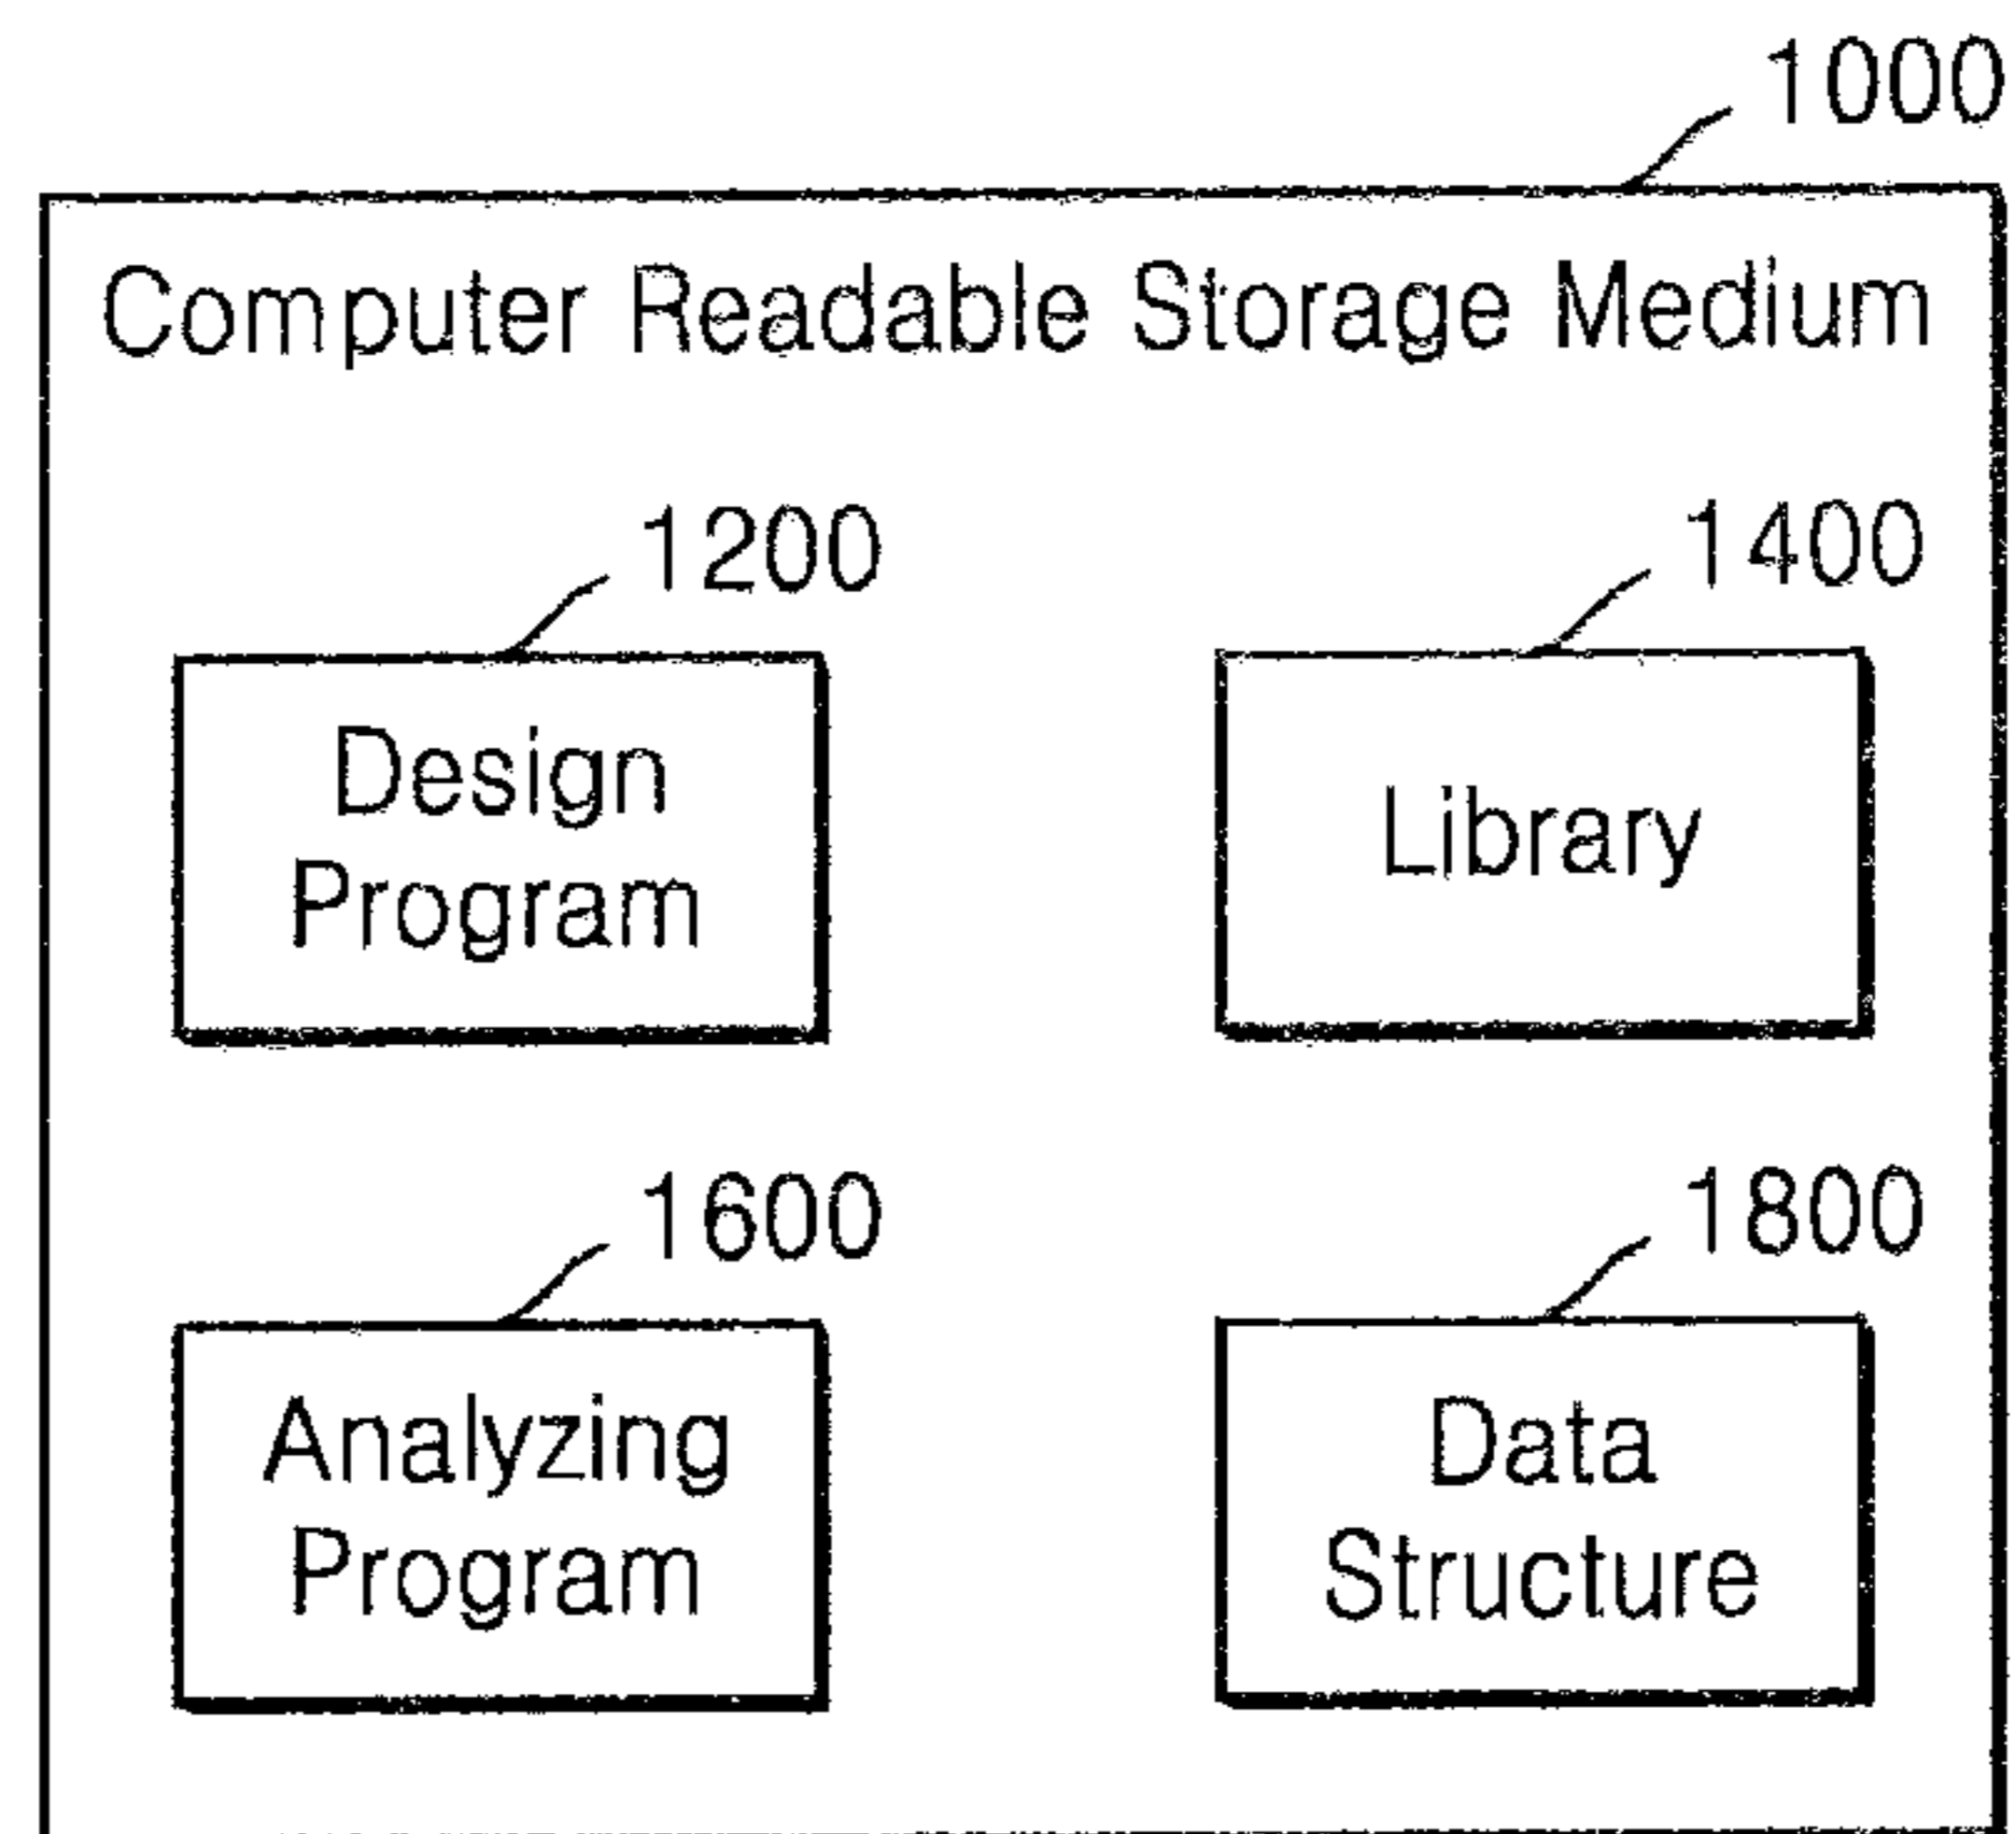 1000
Computer Readable Storage Medium
1200
1400
Design
Program
Library
1600
1800
Analyzing
Program
Data
Structure